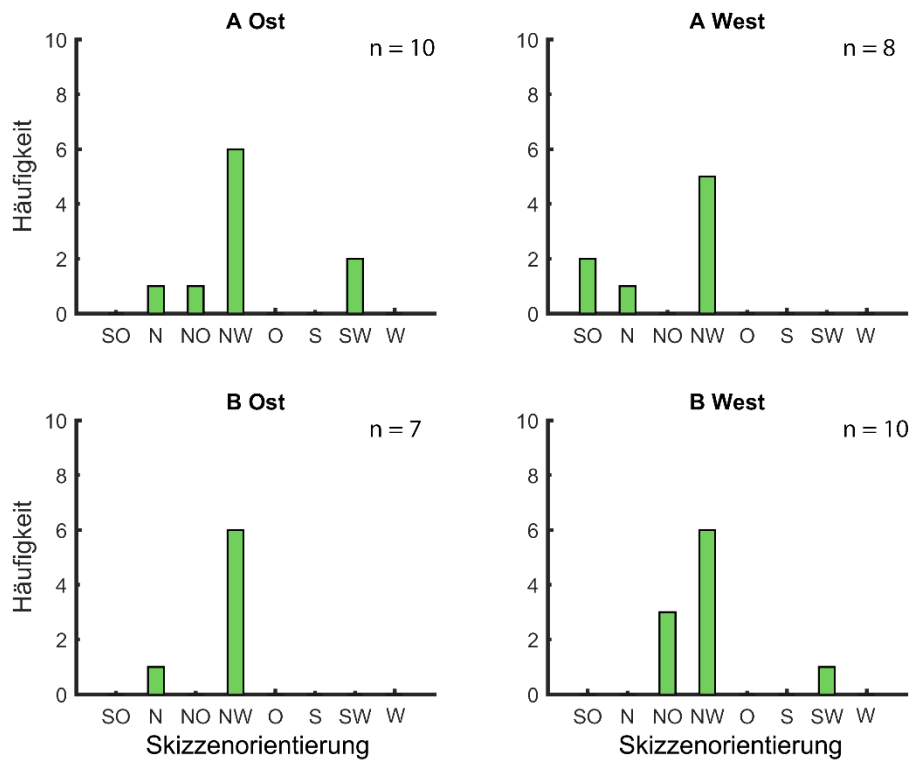 A Ost
n = 10
10
8
6
4
2
0
Häufigkeit
SO N NO NW O S SW W
A West
n = 8
10
8
6
4
2
0
SO N NO NW O S SW W
B Ost
n = 7
10
8
6
4
2
0
Häufigkeit
SO N NO NW O S SW W
Skizzenorientierung
B West
n = 10
10
8
6
4
2
0
SO N NO NW O S SW W
Skizzenorientierung